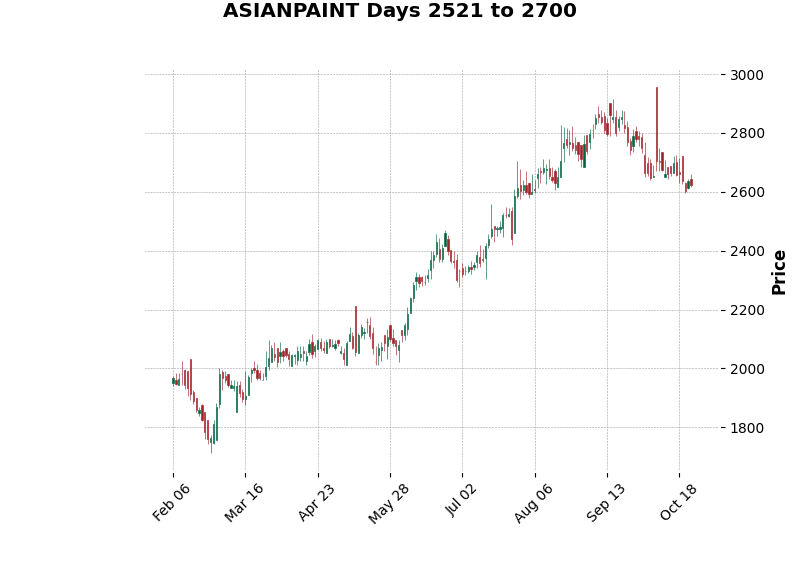 ASIANPAINT Days 2521 to 2700
3000
2800
2600
2400
2200
2000
1800
Price
Feb 06
Mar 16
Apr 23
May 28
Jul 02
Aug 06
Sep 13
Oct 18